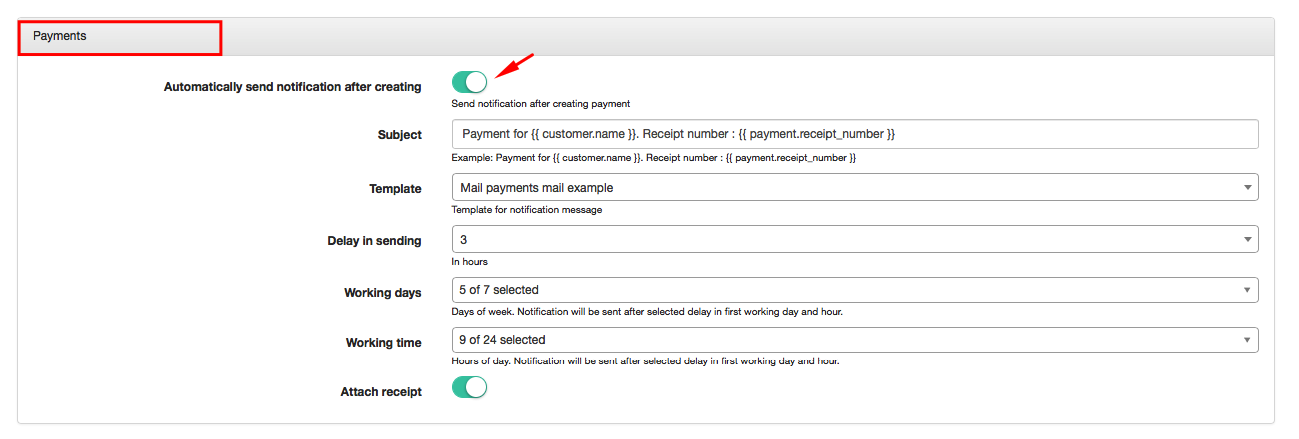 Payments
Automatically send notification after creating
Send notification after creating payment
Subject
Payment for {{ customer.name }}. Receipt number : {{ payment.receipt_number }}
Example: Payment for {{ customer.name }}. Receipt number : {{ payment.receipt_number }}
Template
Mail payments mail example
Template for notification message
Delay in sending
3
In hours
Working days
5 of 7 selected
Days of week. Notification will be sent after selected delay in first working day and hour.
Working time
9 of 24 selected
Hours of day. Notification will be sent after selected delay in first working day and hour.
Attach receipt